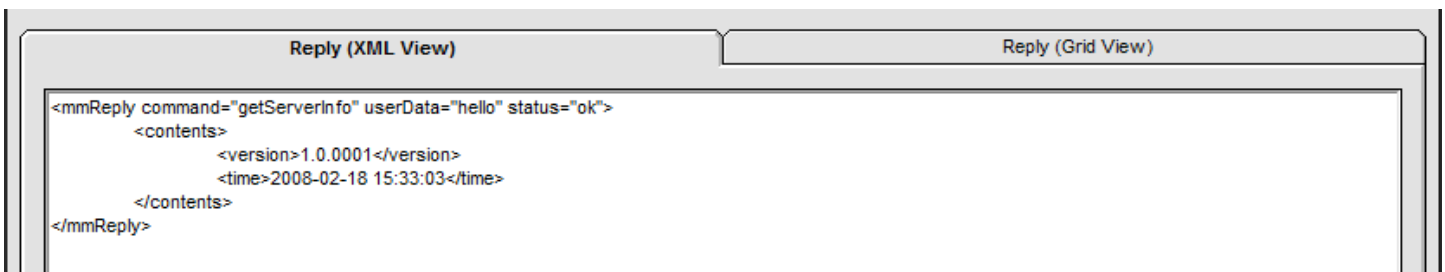 Reply (XML View)
Reply (Grid View)
<mmReply command="getServerInfo" userData="hello" status="ok">
<contents>
<version>1.0.0001</version>
<time>2008-02-18 15:33:03</time>
</contents>
</mmReply>